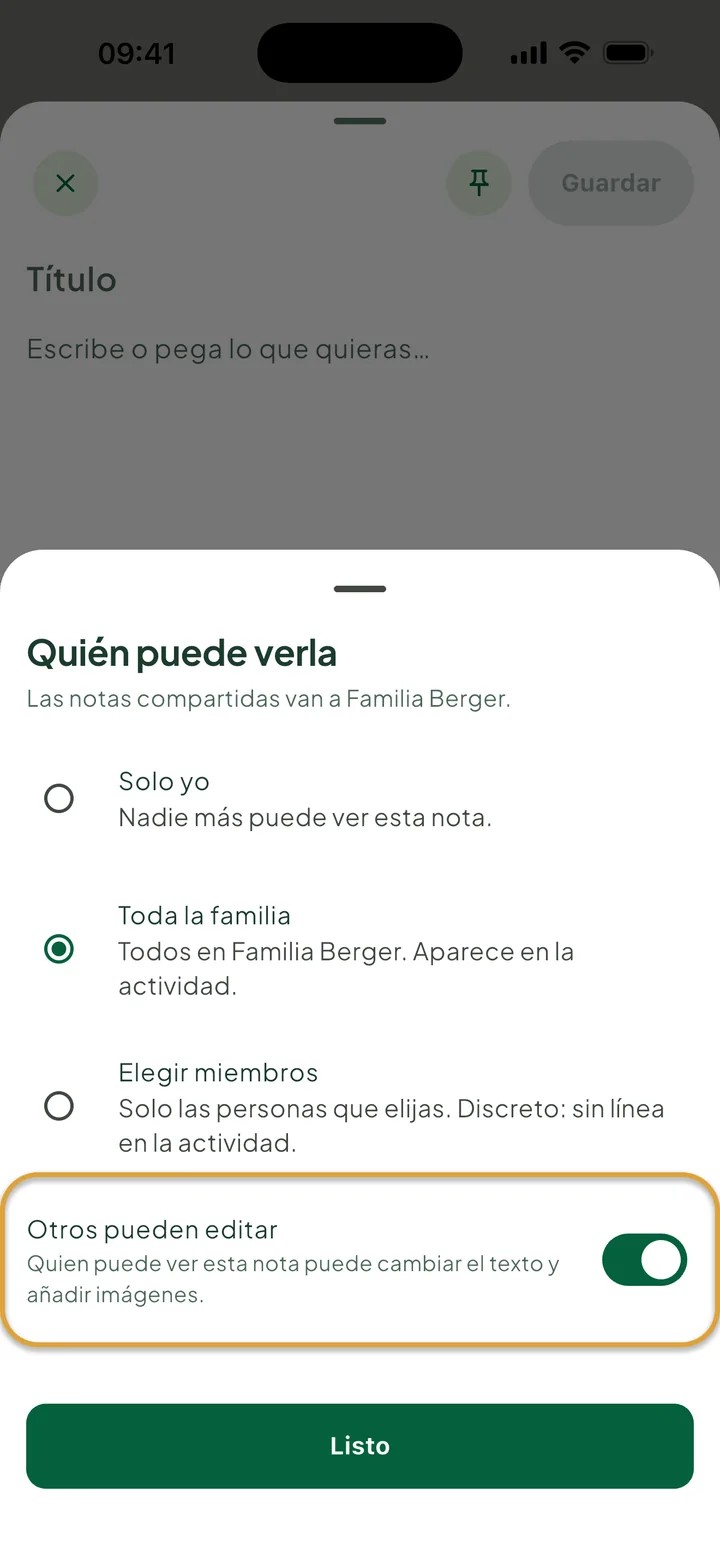 09:41
Guardar
Título
Escribe o pega lo que quieras…
Quién puede verla
Las notas compartidas van a Familia Berger.
Solo yo
Nadie más puede ver esta nota.
Toda la familia
Todos en Familia Berger. Aparece en la
actividad.
Elegir miembros
Solo las personas que elijas. Discreto: sin línea
en la actividad.
Otros pueden editar
Quien puede ver esta nota puede cambiar el texto y
añadir imágenes.
Listo